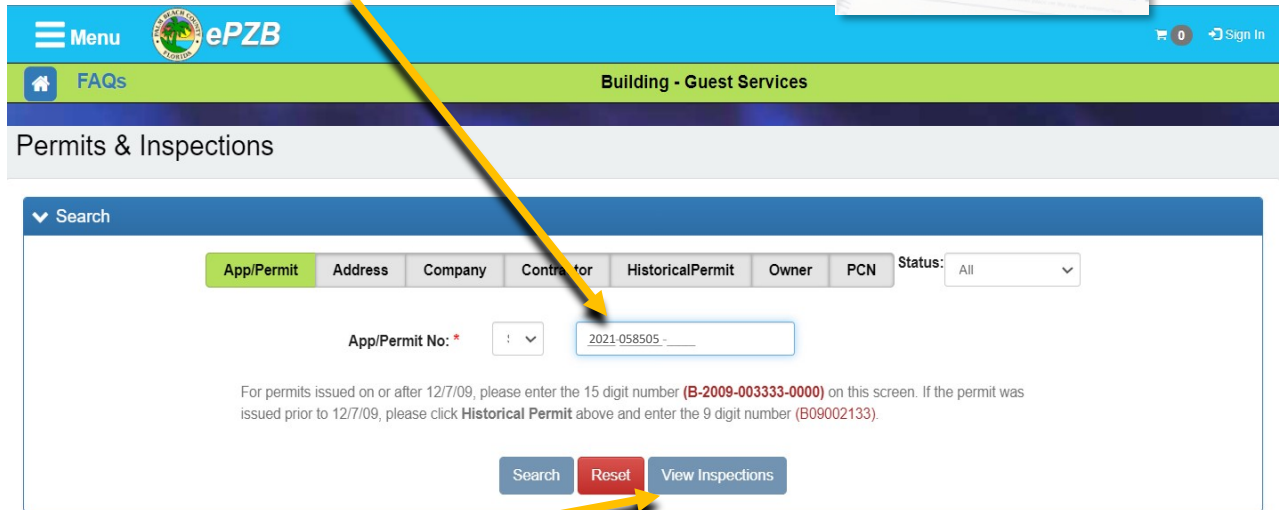 Menu ePZB 0 Sign In
FAQs Building - Guest Services
Permits & Inspections
Search
App/Permit Address Company Contractor HistoricalPermit Owner PCN Status: All
App/Permit No: * 2021-058505 -____
For permits issued on or after 12/7/09, please enter the 15 digit number (B-2009-003333-0000) on this screen. If the permit was
issued prior to 12/7/09, please click Historical Permit above and enter the 9 digit number (B09002133).
Search Reset View Inspections